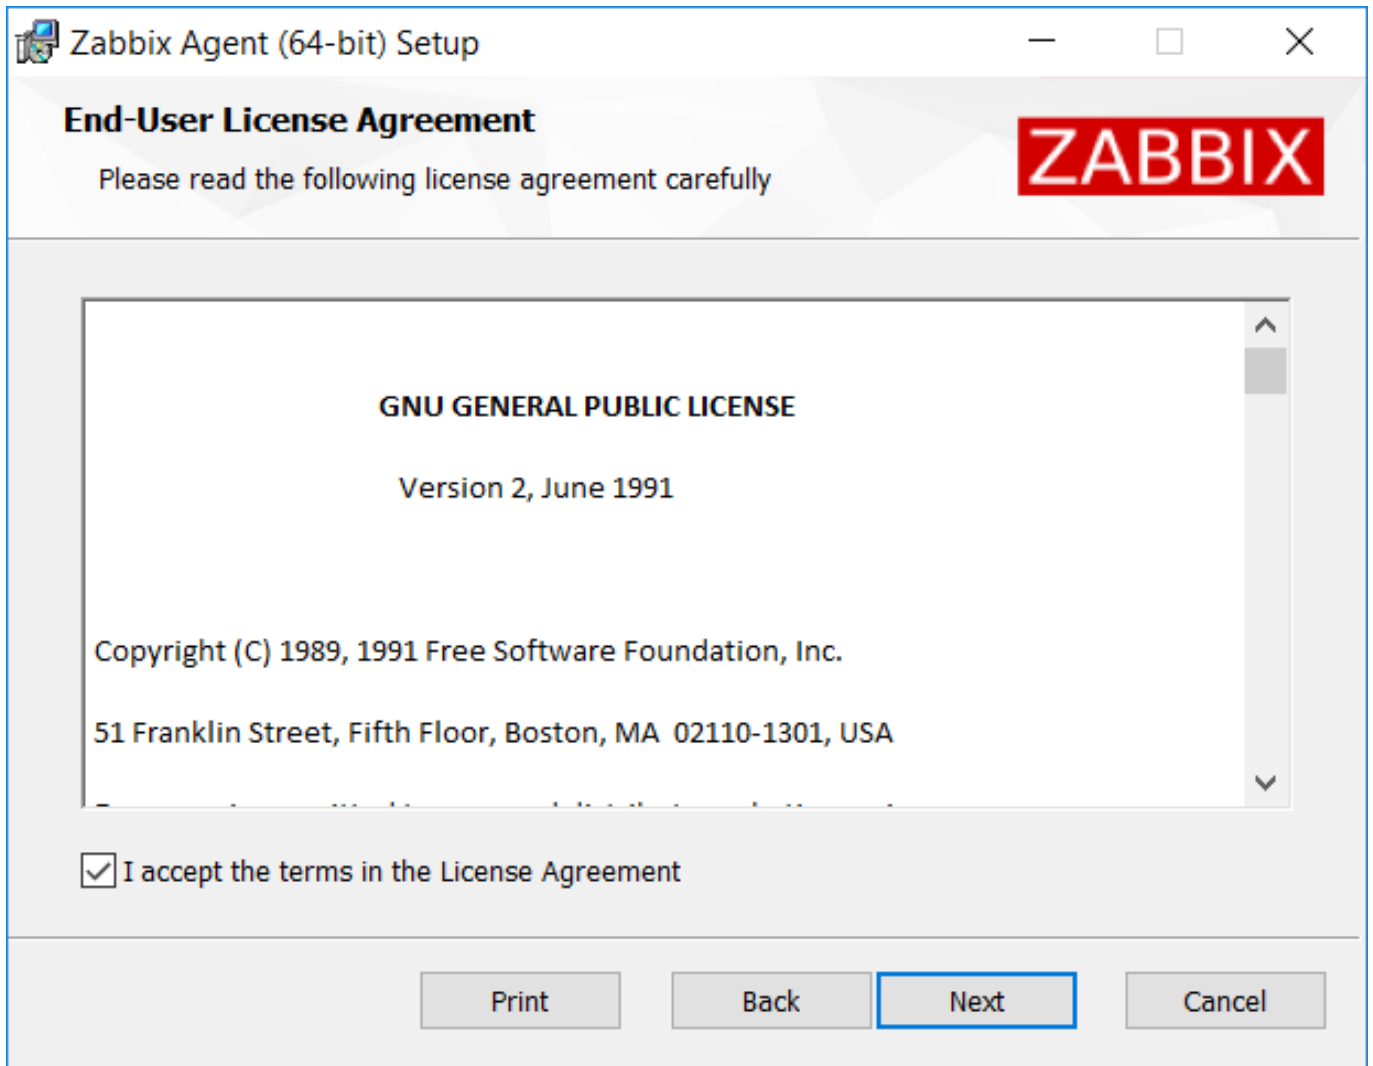 Zabbix Agent (64-bit) Setup
End-User License Agreement
Please read the following license agreement carefully
ZABBIX
GNU GENERAL PUBLIC LICENSE
Version 2, June 1991
Copyright (C) 1989, 1991 Free Software Foundation, Inc.
51 Franklin Street, Fifth Floor, Boston, MA  02110-1301, USA
I accept the terms in the License Agreement
Print Back Next Cancel